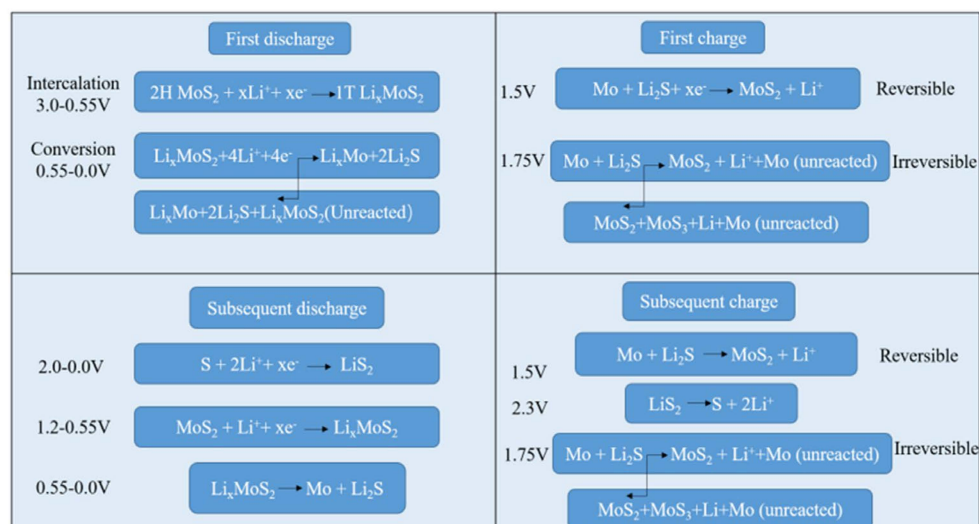 First discharge
Intercalation
3.0-0.55V
2H MoS₂ + xLi⁺+ xe⁻ → 1T LiₓMoS₂
Conversion
0.55-0.0V
LiₓMoS₂+4Li⁺+4e⁻ → LiₓMo+2Li₂S
LiₓMo+2Li₂S+LiₓMoS₂(Unreacted)
First charge
1.5V
Mo + Li₂S+ xe⁻ → MoS₂ + Li⁺
Reversible
1.75V
Mo + Li₂S → MoS₂ + Li⁺+Mo (unreacted)
Irreversible
MoS₂+MoS₃+Li+Mo (unreacted)
Subsequent discharge
2.0-0.0V
S + 2Li⁺+ xe⁻ → LiS₂
1.2-0.55V
MoS₂ + Li⁺+ xe⁻ → LiₓMoS₂
0.55-0.0V
LiₓMoS₂ → Mo + Li₂S
Subsequent charge
1.5V
Mo + Li₂S → MoS₂ + Li⁺
Reversible
2.3V
LiS₂ → S + 2Li⁺
1.75V
Mo + Li₂S → MoS₂ + Li⁺+Mo (unreacted)
Irreversible
MoS₂+MoS₃+Li+Mo (unreacted)